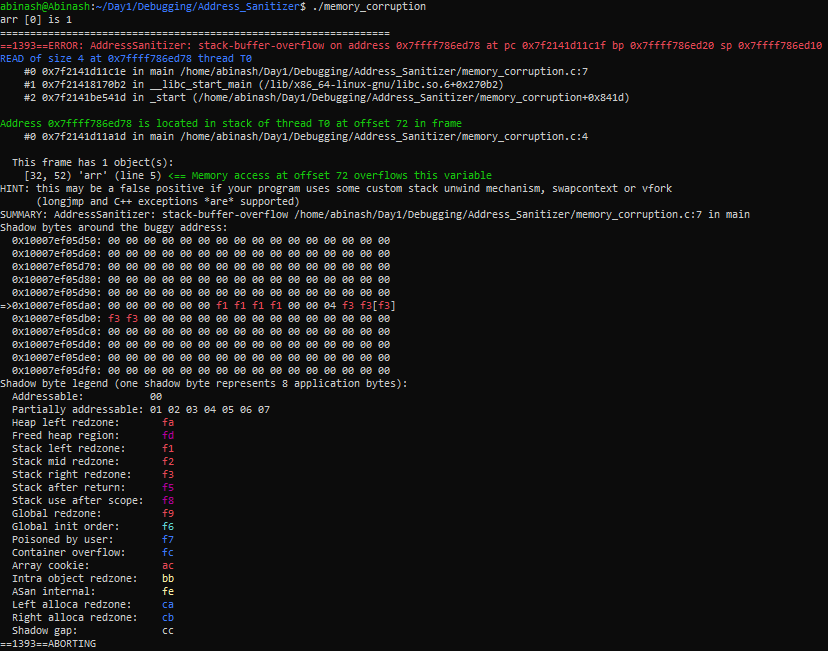 abinash@Abinash:~/Day1/Debugging/Address_Sanitizer$ ./memory_corruption
arr [0] is 1
=================================================================
==1393==ERROR: AddressSanitizer: stack-buffer-overflow on address 0x7ffff786ed78 at pc 0x7f2141d11c1f bp 0x7ffff786ed20 sp 0x7ffff786ed10
READ of size 4 at 0x7ffff786ed78 thread T0
    #0 0x7f2141d11c1e in main /home/abinash/Day1/Debugging/Address_Sanitizer/memory_corruption.c:7
    #1 0x7f21418170b2 in __libc_start_main (/lib/x86_64-linux-gnu/libc.so.6+0x270b2)
    #2 0x7f2141be541d in _start (/home/abinash/Day1/Debugging/Address_Sanitizer/memory_corruption+0x841d)
Address 0x7ffff786ed78 is located in stack of thread T0 at offset 72 in frame
    #0 0x7f2141d11a1d in main /home/abinash/Day1/Debugging/Address_Sanitizer/memory_corruption.c:4
  This frame has 1 object(s):
    [32, 52) 'arr' (line 5) <== Memory access at offset 72 overflows this variable
HINT: this may be a false positive if your program uses some custom stack unwind mechanism, swapcontext or vfork
      (longjmp and C++ exceptions *are* supported)
SUMMARY: AddressSanitizer: stack-buffer-overflow /home/abinash/Day1/Debugging/Address_Sanitizer/memory_corruption.c:7 in main
Shadow bytes around the buggy address:
  0x10007ef05d50: 00 00 00 00 00 00 00 00 00 00 00 00 00 00 00 00
  0x10007ef05d60: 00 00 00 00 00 00 00 00 00 00 00 00 00 00 00 00
  0x10007ef05d70: 00 00 00 00 00 00 00 00 00 00 00 00 00 00 00 00
  0x10007ef05d80: 00 00 00 00 00 00 00 00 00 00 00 00 00 00 00 00
  0x10007ef05d90: 00 00 00 00 00 00 00 00 00 00 00 00 00 00 00 00
=>0x10007ef05da0: 00 00 00 00 00 00 f1 f1 f1 f1 00 00 04 f3 f3[f3]
  0x10007ef05db0: f3 f3 00 00 00 00 00 00 00 00 00 00 00 00 00 00
  0x10007ef05dc0: 00 00 00 00 00 00 00 00 00 00 00 00 00 00 00 00
  0x10007ef05dd0: 00 00 00 00 00 00 00 00 00 00 00 00 00 00 00 00
  0x10007ef05de0: 00 00 00 00 00 00 00 00 00 00 00 00 00 00 00 00
  0x10007ef05df0: 00 00 00 00 00 00 00 00 00 00 00 00 00 00 00 00
Shadow byte legend (one shadow byte represents 8 application bytes):
  Addressable:           00
  Partially addressable: 01 02 03 04 05 06 07
  Heap left redzone:       fa
  Freed heap region:       fd
  Stack left redzone:      f1
  Stack mid redzone:       f2
  Stack right redzone:     f3
  Stack after return:      f5
  Stack use after scope:   f8
  Global redzone:          f9
  Global init order:       f6
  Poisoned by user:        f7
  Container overflow:      fc
  Array cookie:            ac
  Intra object redzone:    bb
  ASan internal:           fe
  Left alloca redzone:     ca
  Right alloca redzone:    cb
  Shadow gap:              cc
==1393==ABORTING